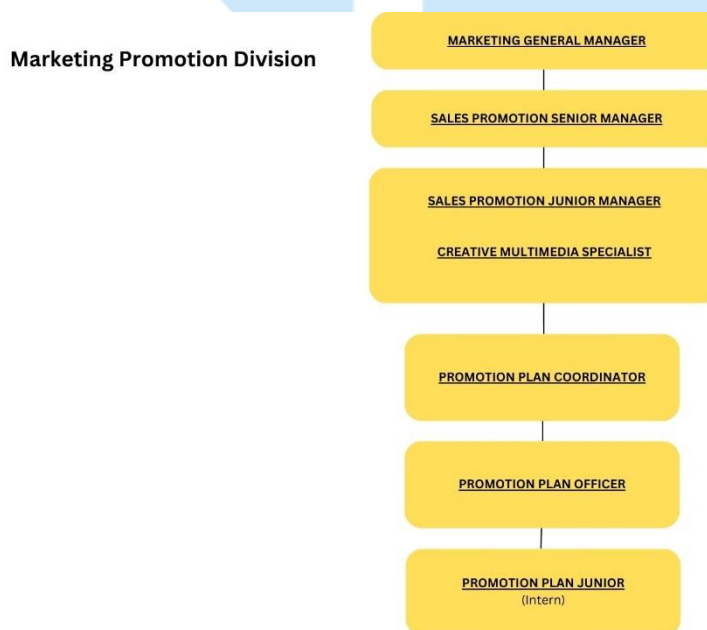 Marketing Promotion Division
MARKETING GENERAL MANAGER
SALES PROMOTION SENIOR MANAGER
SALES PROMOTION JUNIOR MANAGER
CREATIVE MULTIMEDIA SPECIALIST
PROMOTION PLAN COORDINATOR
PROMOTION PLAN OFFICER
PROMOTION PLAN JUNIOR
(Intern)